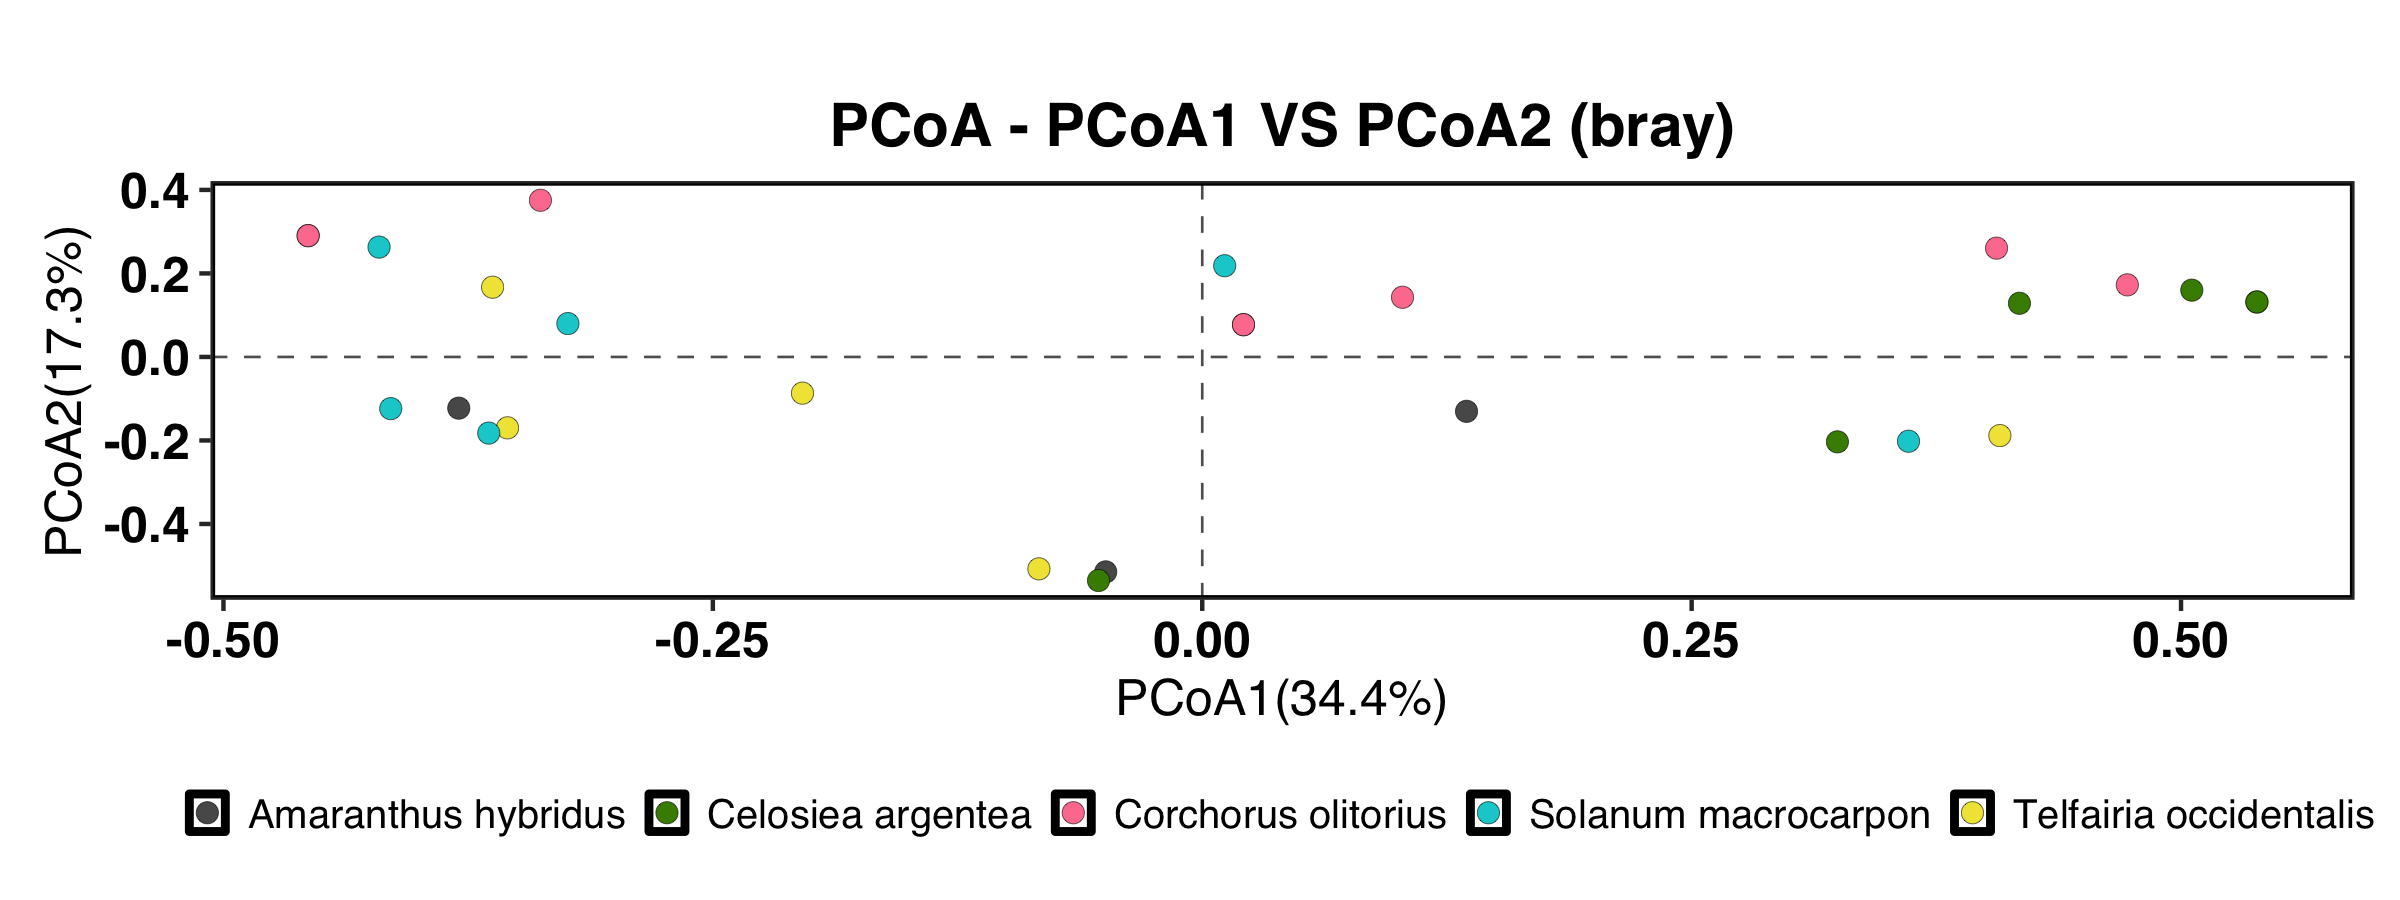 PCoA - PCoA1 VS PCoA2 (bray)
0.4
0.2
0.0
-0.2
-0.4
PCoA2(17.3%)
-0.50 -0.25 0.00 0.25 0.50
PCoA1(34.4%)
Amaranthus hybridus Celosiea argentea Corchorus olitorius Solanum macrocarpon Telfairia occidentalis